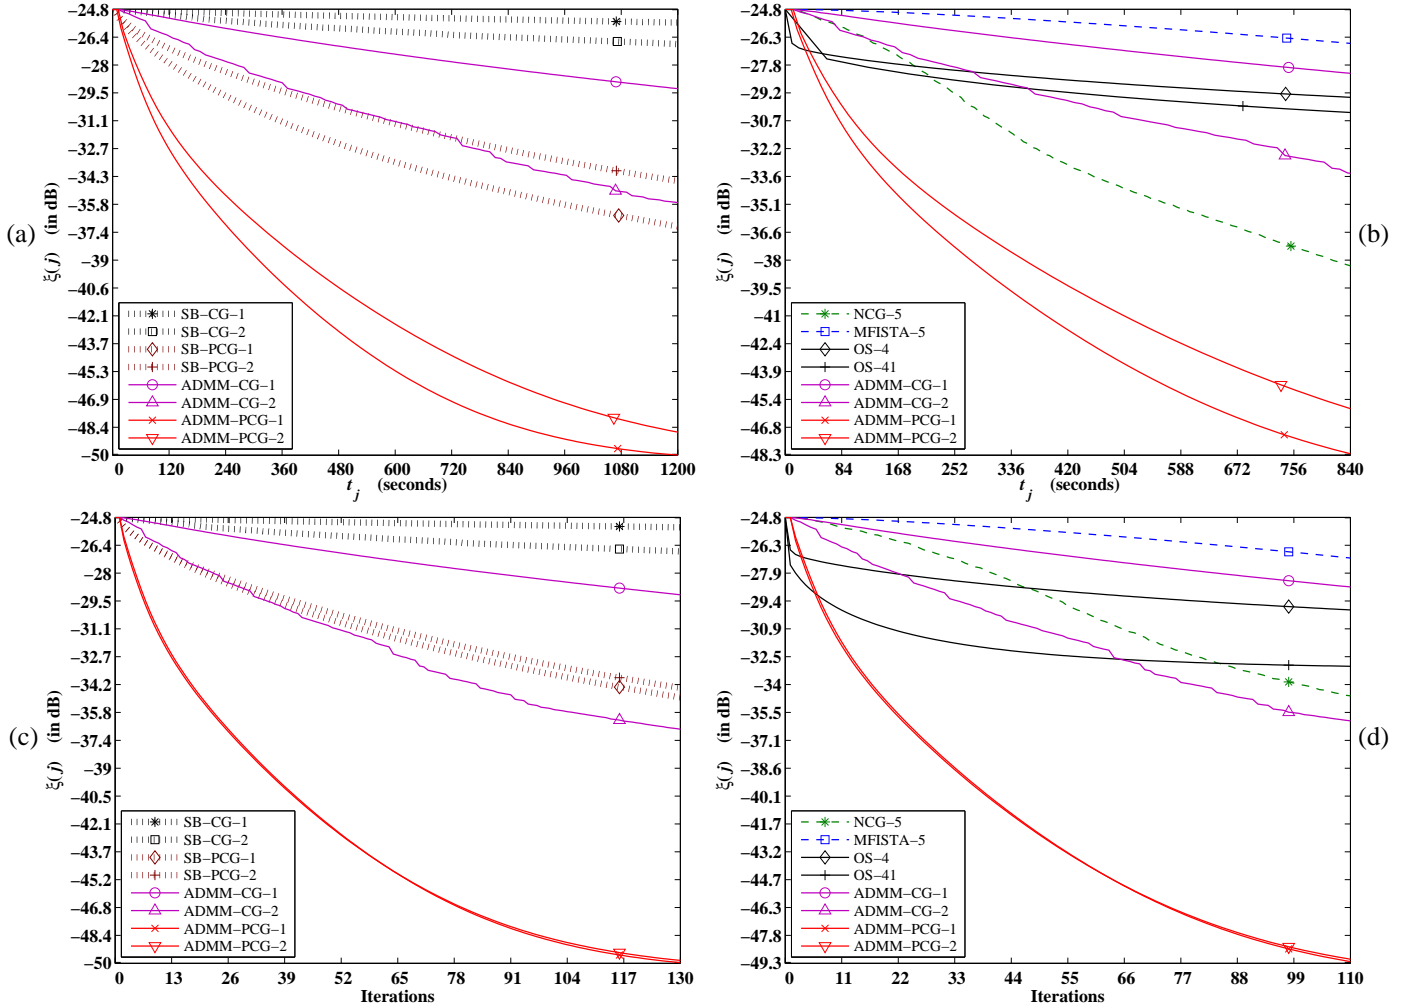 (a)
ξ(j) (in dB)
−24.8
−26.4
−28
−29.5
−31.1
−32.7
−34.3
−35.8
−37.4
−39
−40.6
−42.1
−43.7
−45.3
−46.9
−48.4
−50
SB−CG−1
SB−CG−2
SB−PCG−1
SB−PCG−2
ADMM−CG−1
ADMM−CG−2
ADMM−PCG−1
ADMM−PCG−2
0 120 240 360 480 600 720 840 960 1080 1200
t_j (seconds)
(b)
ξ(j) (in dB)
−24.8
−26.3
−27.8
−29.2
−30.7
−32.2
−33.6
−35.1
−36.6
−38
−39.5
−41
−42.4
−43.9
−45.4
−46.8
−48.3
NCG−5
MFISTA−5
OS−4
OS−41
ADMM−CG−1
ADMM−CG−2
ADMM−PCG−1
ADMM−PCG−2
0 84 168 252 336 420 504 588 672 756 840
t_j (seconds)
(c)
ξ(j) (in dB)
−24.8
−26.4
−28
−29.5
−31.1
−32.7
−34.2
−35.8
−37.4
−39
−40.5
−42.1
−43.7
−45.2
−46.8
−48.4
−50
SB−CG−1
SB−CG−2
SB−PCG−1
SB−PCG−2
ADMM−CG−1
ADMM−CG−2
ADMM−PCG−1
ADMM−PCG−2
0 13 26 39 52 65 78 91 104 117 130
Iterations
(d)
ξ(j) (in dB)
−24.8
−26.3
−27.9
−29.4
−30.9
−32.5
−34
−35.5
−37.1
−38.6
−40.1
−41.7
−43.2
−44.7
−46.3
−47.8
−49.3
NCG−5
MFISTA−5
OS−4
OS−41
ADMM−CG−1
ADMM−CG−2
ADMM−PCG−1
ADMM−PCG−2
0 11 22 33 44 55 66 77 88 99 110
Iterations